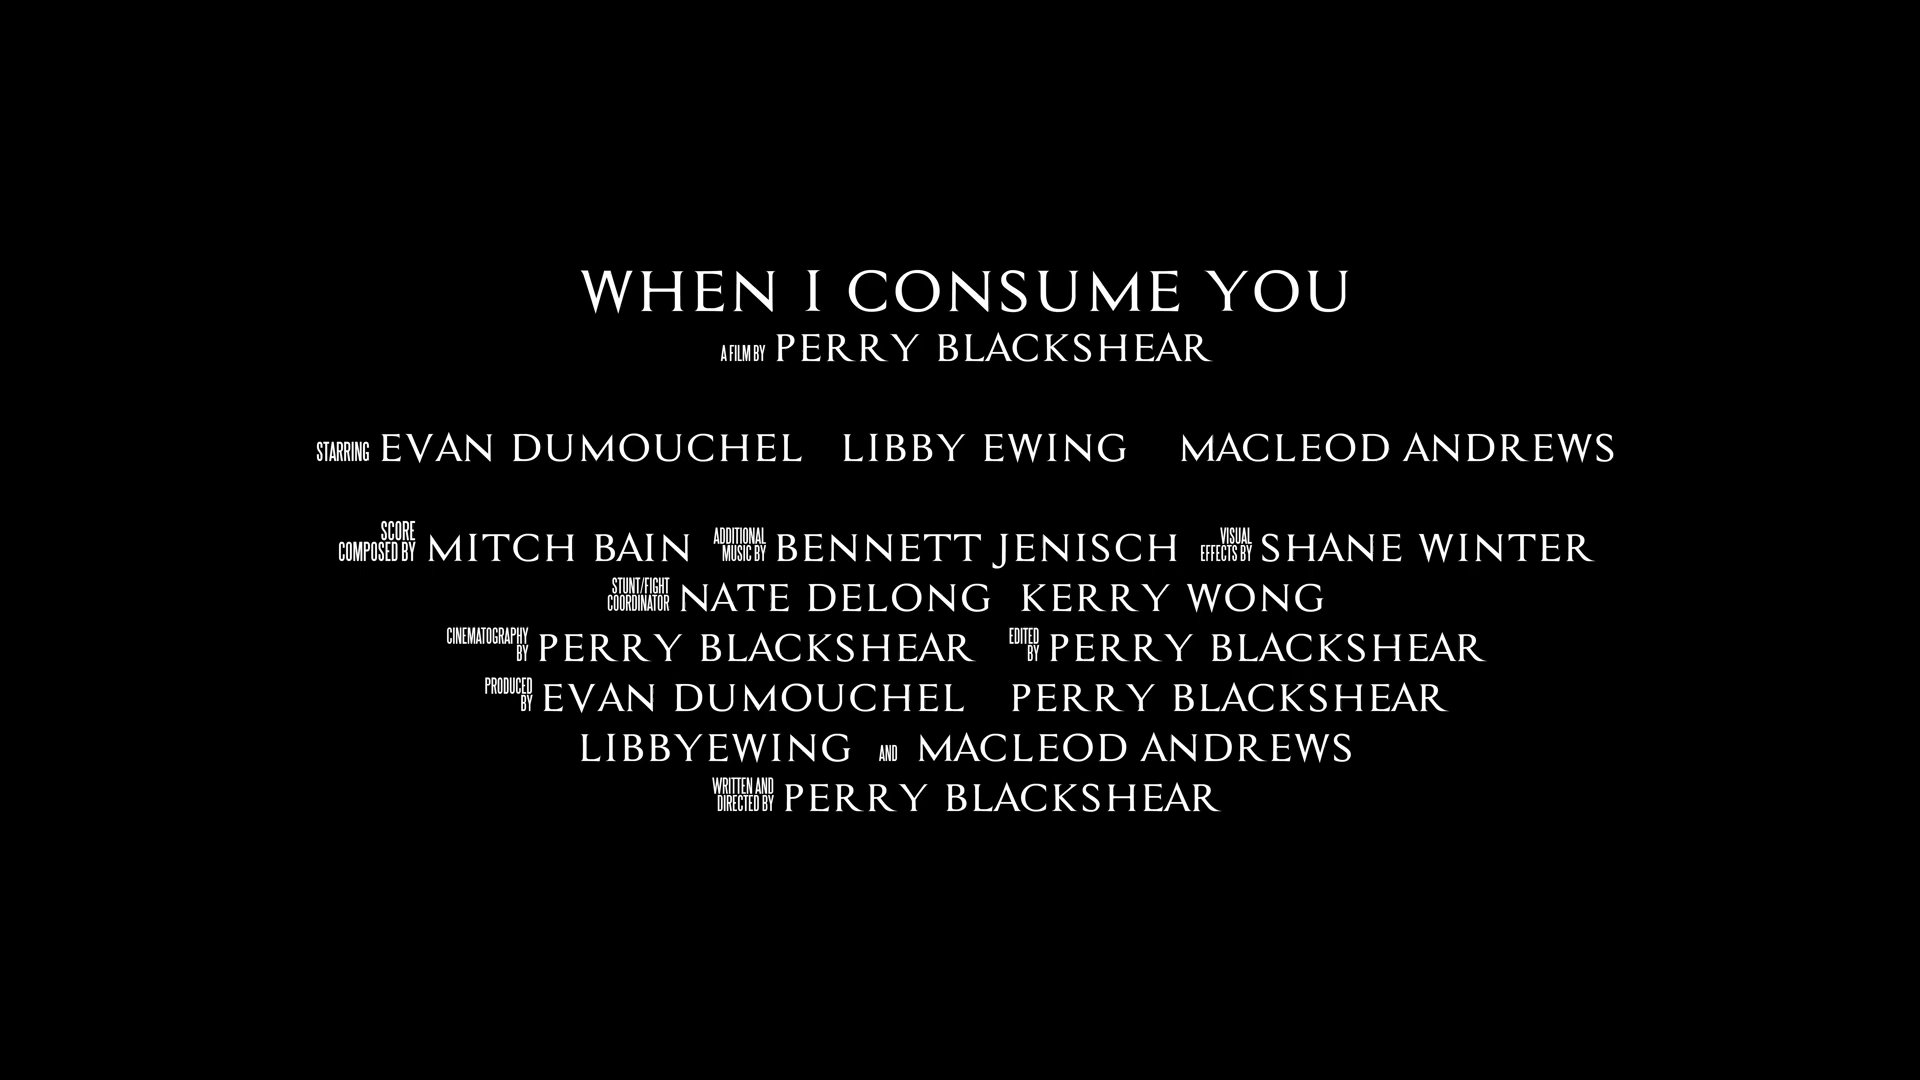 WHEN I CONSUME YOU
A FILM BY PERRY BLACKSHEAR
STARRING EVAN DUMOUCHEL LIBBY EWING MACLEOD ANDREWS
SCORE COMPOSED BY MITCH BAIN ADDITIONAL MUSIC BY BENNETT JENISCH VISUAL EFFECTS BY SHANE WINTER
STUNT/FIGHT COORDINATOR NATE DELONG KERRY WONG
CINEMATOGRAPHY BY PERRY BLACKSHEAR EDITED BY PERRY BLACKSHEAR
PRODUCED BY EVAN DUMOUCHEL PERRY BLACKSHEAR
LIBBYEWING AND MACLEOD ANDREWS
WRITTEN AND DIRECTED BY PERRY BLACKSHEAR